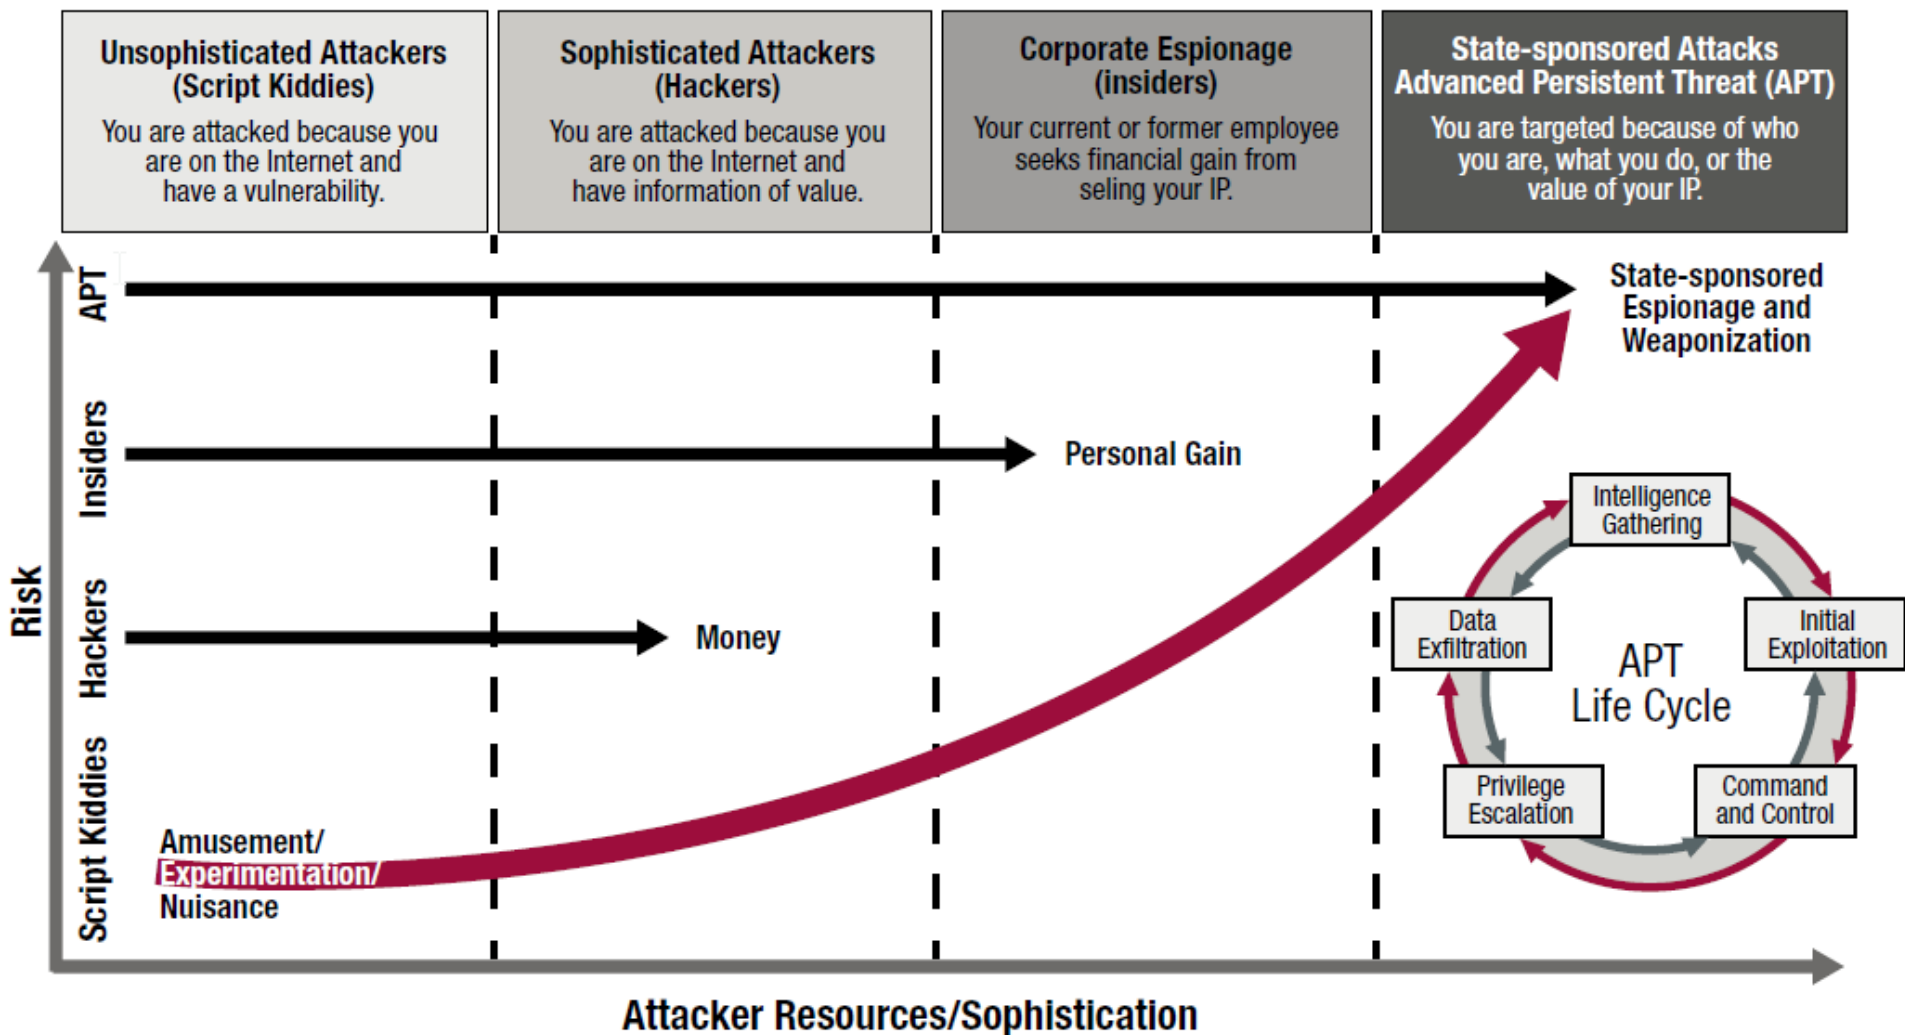 Unsophisticated Attackers
(Script Kiddies)
You are attacked because you
are on the Internet and
have a vulnerability.
Sophisticated Attackers
(Hackers)
You are attacked because you
are on the Internet and
have information of value.
Corporate Espionage
(insiders)
Your current or former employee
seeks financial gain from
seling your IP.
State-sponsored Attacks
Advanced Persistent Threat (APT)
You are targeted because of who
you are, what you do, or the
value of your IP.
Risk
APT
State-sponsored
Espionage and
Weaponization
Insiders
Personal Gain
Hackers
Money
Script Kiddies
Amusement/
Experimentation/
Nuisance
Intelligence
Gathering
Initial
Exploitation
Command
and Control
Privilege
Escalation
Data
Exfiltration
APT
Life Cycle
Attacker Resources/Sophistication